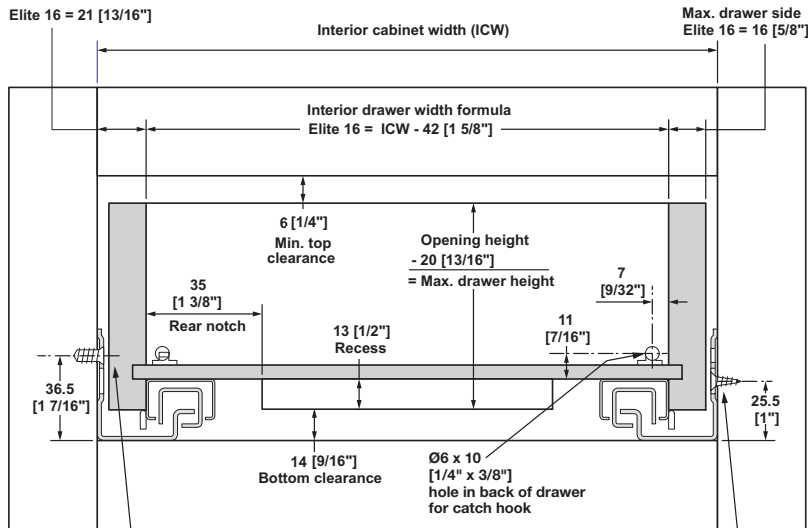 Elite 16 = 21 [13/16"]
Interior cabinet width (ICW)
Max. drawer side
Elite 16 = 16 [5/8"]
Interior drawer width formula
Elite 16 = ICW - 42 [1 5/8"]
6 [1/4"]
Min. top
clearance
Opening height
- 20 [13/16"]
= Max. drawer height
7
[9/32"]
35
[1 3/8"]
Rear notch
13 [1/2"]
Recess
11
[7/16"]
36.5
[1 7/16"]
25.5
[1"]
14 [9/16"]
Bottom clearance
Ø6 x 10
[1/4" x 3/8"]
hole in back of drawer
for catch hook